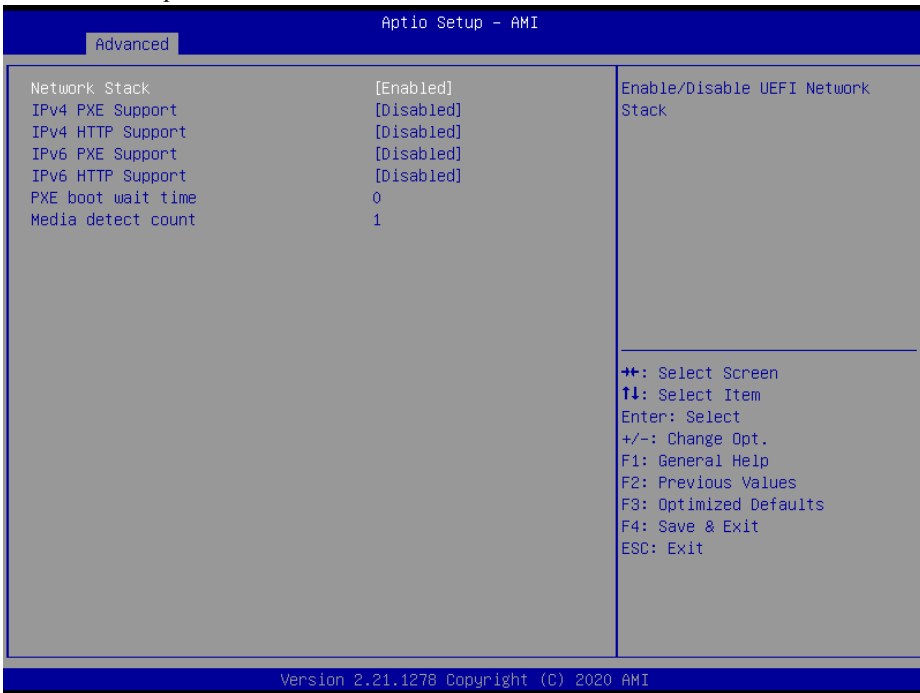 Aptio Setup – AMI
Advanced
Network Stack [Enabled]
IPv4 PXE Support [Disabled]
IPv4 HTTP Support [Disabled]
IPv6 PXE Support [Disabled]
IPv6 HTTP Support [Disabled]
PXE boot wait time 0
Media detect count 1
Enable/Disable UEFI Network
Stack
→←: Select Screen
↑↓: Select Item
Enter: Select
+/-: Change Opt.
F1: General Help
F2: Previous Values
F3: Optimized Defaults
F4: Save & Exit
ESC: Exit
Version 2.21.1278 Copyright (C) 2020 AMI